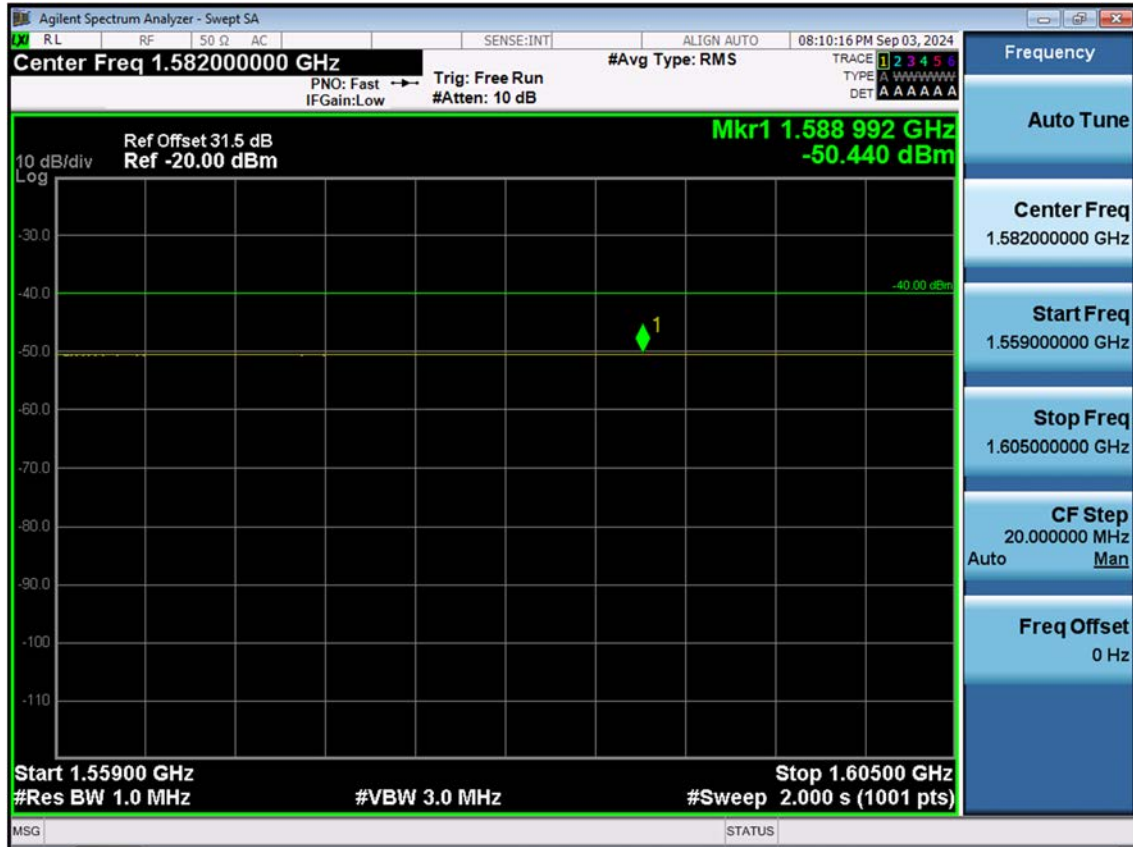 Agilent Spectrum Analyzer - Swept SA
LXI RL RF 50 Ω AC SENSE:INT ALIGN AUTO 08:10:16 PM Sep 03, 2024
Center Freq 1.582000000 GHz
PNO: Fast
IFGain:Low
Trig: Free Run
#Atten: 10 dB
#Avg Type: RMS
TRACE 1 2 3 4 5 6
TYPE A WWWWW
DET A A A A A A
Mkr1 1.588 992 GHz
-50.440 dBm
Ref Offset 31.5 dB
10 dB/div Ref -20.00 dBm
Log
-30.0
-40.0
-40.00 dBm
1
-50.0
-60.0
-70.0
-80.0
-90.0
-100
-110
Start 1.55900 GHz Stop 1.60500 GHz
#Res BW 1.0 MHz #VBW 3.0 MHz #Sweep 2.000 s (1001 pts)
MSG STATUS
Frequency
Auto Tune
Center Freq
1.582000000 GHz
Start Freq
1.559000000 GHz
Stop Freq
1.605000000 GHz
CF Step
20.000000 MHz
Auto Man
Freq Offset
0 Hz